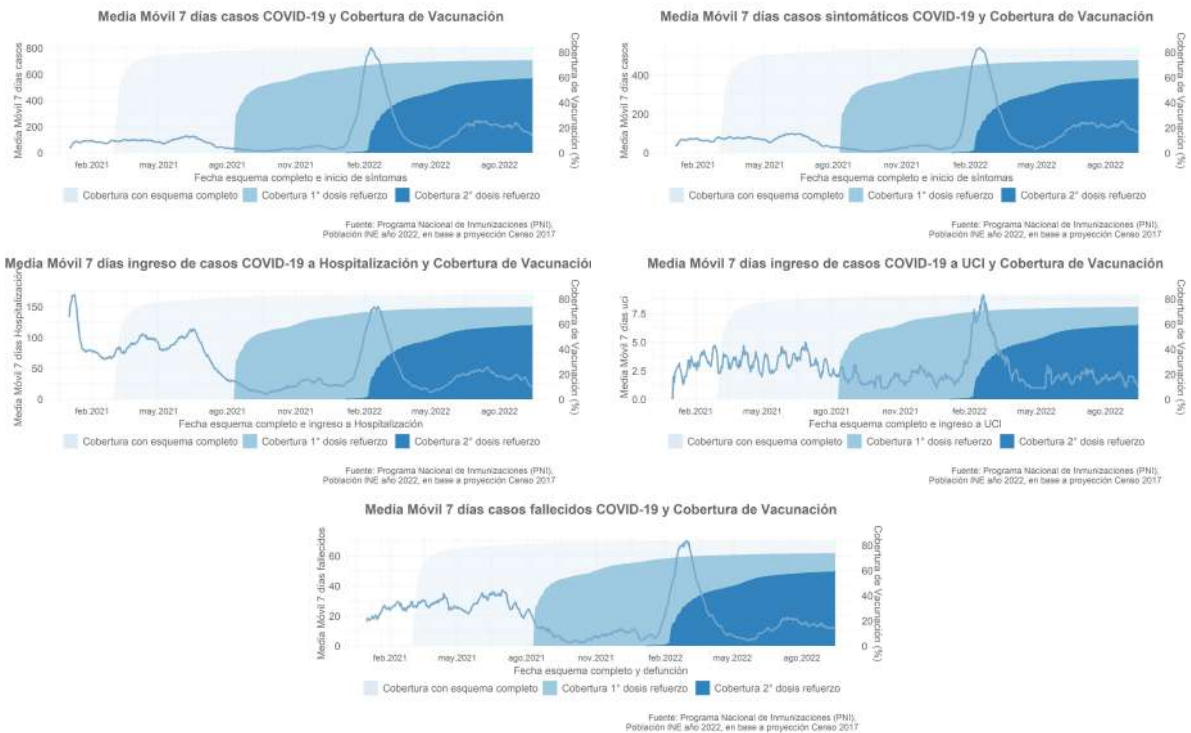 Media Móvil 7 días casos COVID-19 y Cobertura de Vacunación
Media Móvil 7 días casos
800
600
400
200
0
Cobertura de Vacunación (%)
80
60
40
20
0
feb.2021 may.2021 ago.2021 nov.2021 feb.2022 may.2022 ago.2022
Fecha esquema completo e inicio de síntomas
Cobertura con esquema completo Cobertura 1° dosis refuerzo Cobertura 2° dosis refuerzo
Fuente: Programa Nacional de Inmunizaciones (PNI),
Población INE año 2022, en base a proyección Censo 2017
Media Móvil 7 días casos sintomáticos COVID-19 y Cobertura de Vacunación
Media Móvil 7 días casos
400
200
0
Cobertura de Vacunación (%)
80
60
40
20
0
feb.2021 may.2021 ago.2021 nov.2021 feb.2022 may.2022 ago.2022
Fecha esquema completo e inicio de síntomas
Cobertura con esquema completo Cobertura 1° dosis refuerzo Cobertura 2° dosis refuerzo
Fuente: Programa Nacional de Inmunizaciones (PNI),
Población INE año 2022, en base a proyección Censo 2017
Media Móvil 7 días ingreso de casos COVID-19 a Hospitalización y Cobertura de Vacunación
Media Móvil 7 días Hospitalización
150
100
50
0
Cobertura de Vacunación (%)
80
60
40
20
0
feb.2021 may.2021 ago.2021 nov.2021 feb.2022 may.2022 ago.2022
Fecha esquema completo e ingreso a Hospitalización
Cobertura con esquema completo Cobertura 1° dosis refuerzo Cobertura 2° dosis refuerzo
Fuente: Programa Nacional de Inmunizaciones (PNI),
Población INE año 2022, en base a proyección Censo 2017
Media Móvil 7 días ingreso de casos COVID-19 a UCI y Cobertura de Vacunación
Media Móvil 7 días uci
7.5
5.0
2.5
0.0
Cobertura de Vacunación (%)
80
60
40
20
0
feb.2021 may.2021 ago.2021 nov.2021 feb.2022 may.2022 ago.2022
Fecha esquema completo e ingreso a UCI
Cobertura con esquema completo Cobertura 1° dosis refuerzo Cobertura 2° dosis refuerzo
Fuente: Programa Nacional de Inmunizaciones (PNI),
Población INE año 2022, en base a proyección Censo 2017
Media Móvil 7 días casos fallecidos COVID-19 y Cobertura de Vacunación
Media Móvil 7 días fallecidos
60
40
20
0
Cobertura de Vacunación (%)
80
60
40
20
0
feb.2021 may.2021 ago.2021 nov.2021 feb.2022 may.2022 ago.2022
Fecha esquema completo y defunción
Cobertura con esquema completo Cobertura 1° dosis refuerzo Cobertura 2° dosis refuerzo
Fuente: Programa Nacional de Inmunizaciones (PNI),
Población INE año 2022, en base a proyección Censo 2017